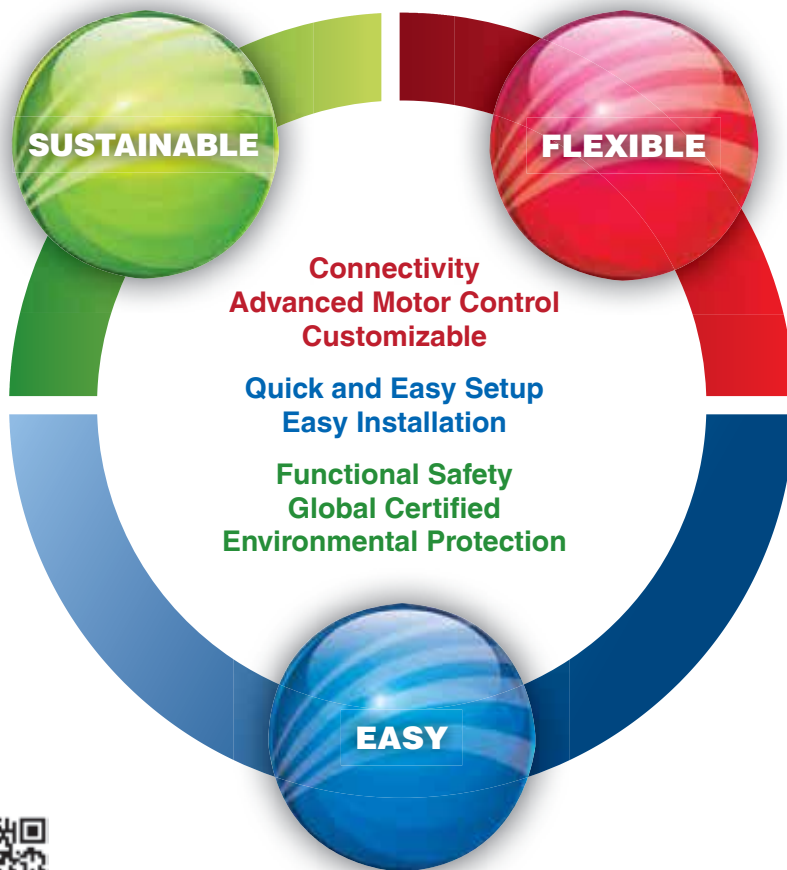 SUSTAINABLE
FLEXIBLE
Connectivity
Advanced Motor Control
Customizable
Quick and Easy Setup
Easy Installation
Functional Safety
Global Certified
Environmental Protection
EASY